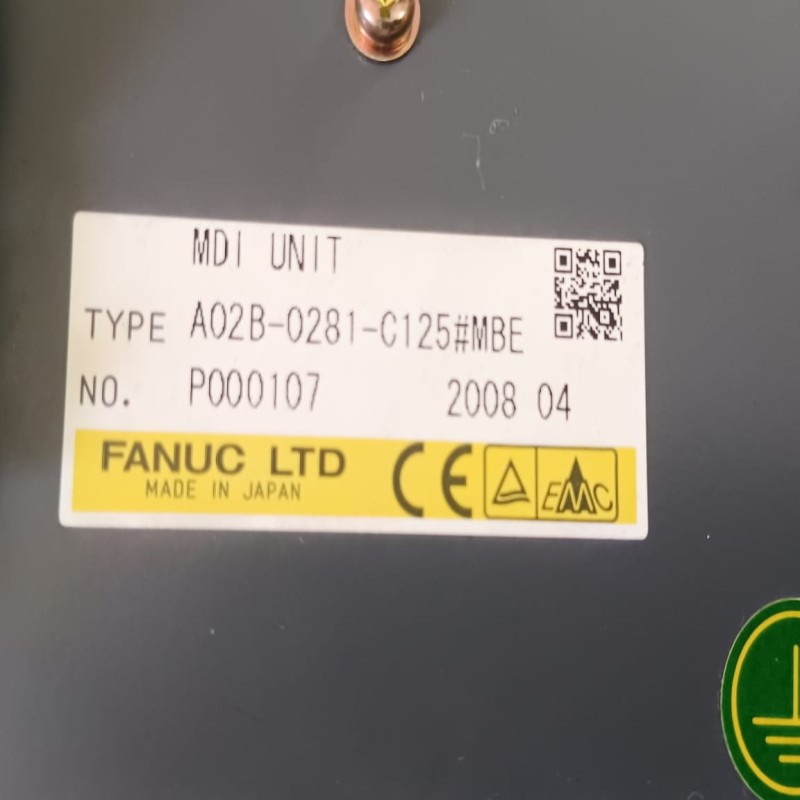 MDI UNIT
TYPE A02B-0281-C125#MBE
NO. P000107 2008 04
FANUC LTD
MADE IN JAPAN
CE
EMC